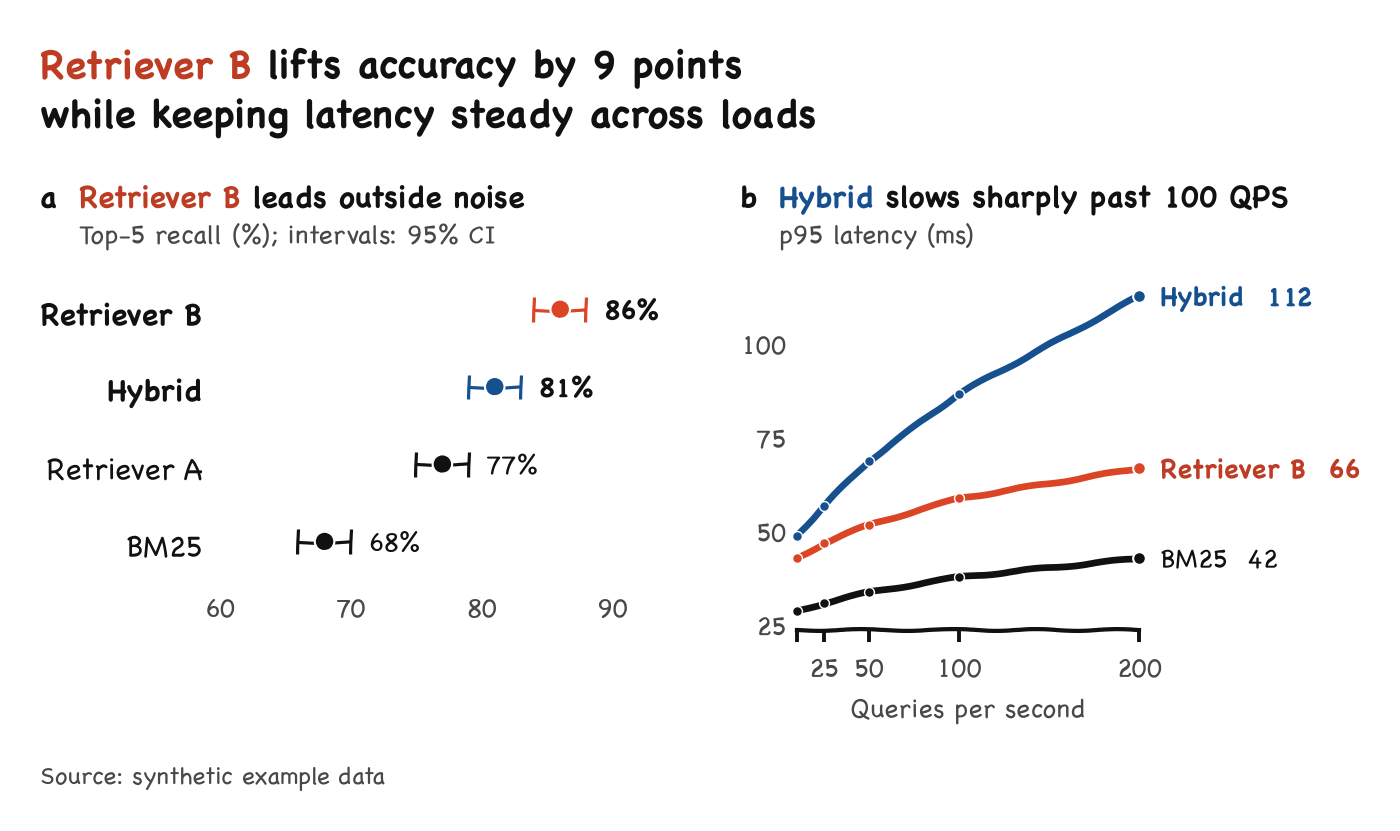 Retriever B lifts accuracy by 9 points
while keeping latency steady across loads
a Retriever B leads outside noise
Top-5 recall (%); intervals: 95% CI
Retriever B 86%
Hybrid 81%
Retriever A 77%
BM25 68%
60 70 80 90
b Hybrid slows sharply past 100 QPS
p95 latency (ms)
Hybrid 112
100
75
Retriever B 66
50
BM25 42
25
25 50 100 200
Queries per second
Source: synthetic example data